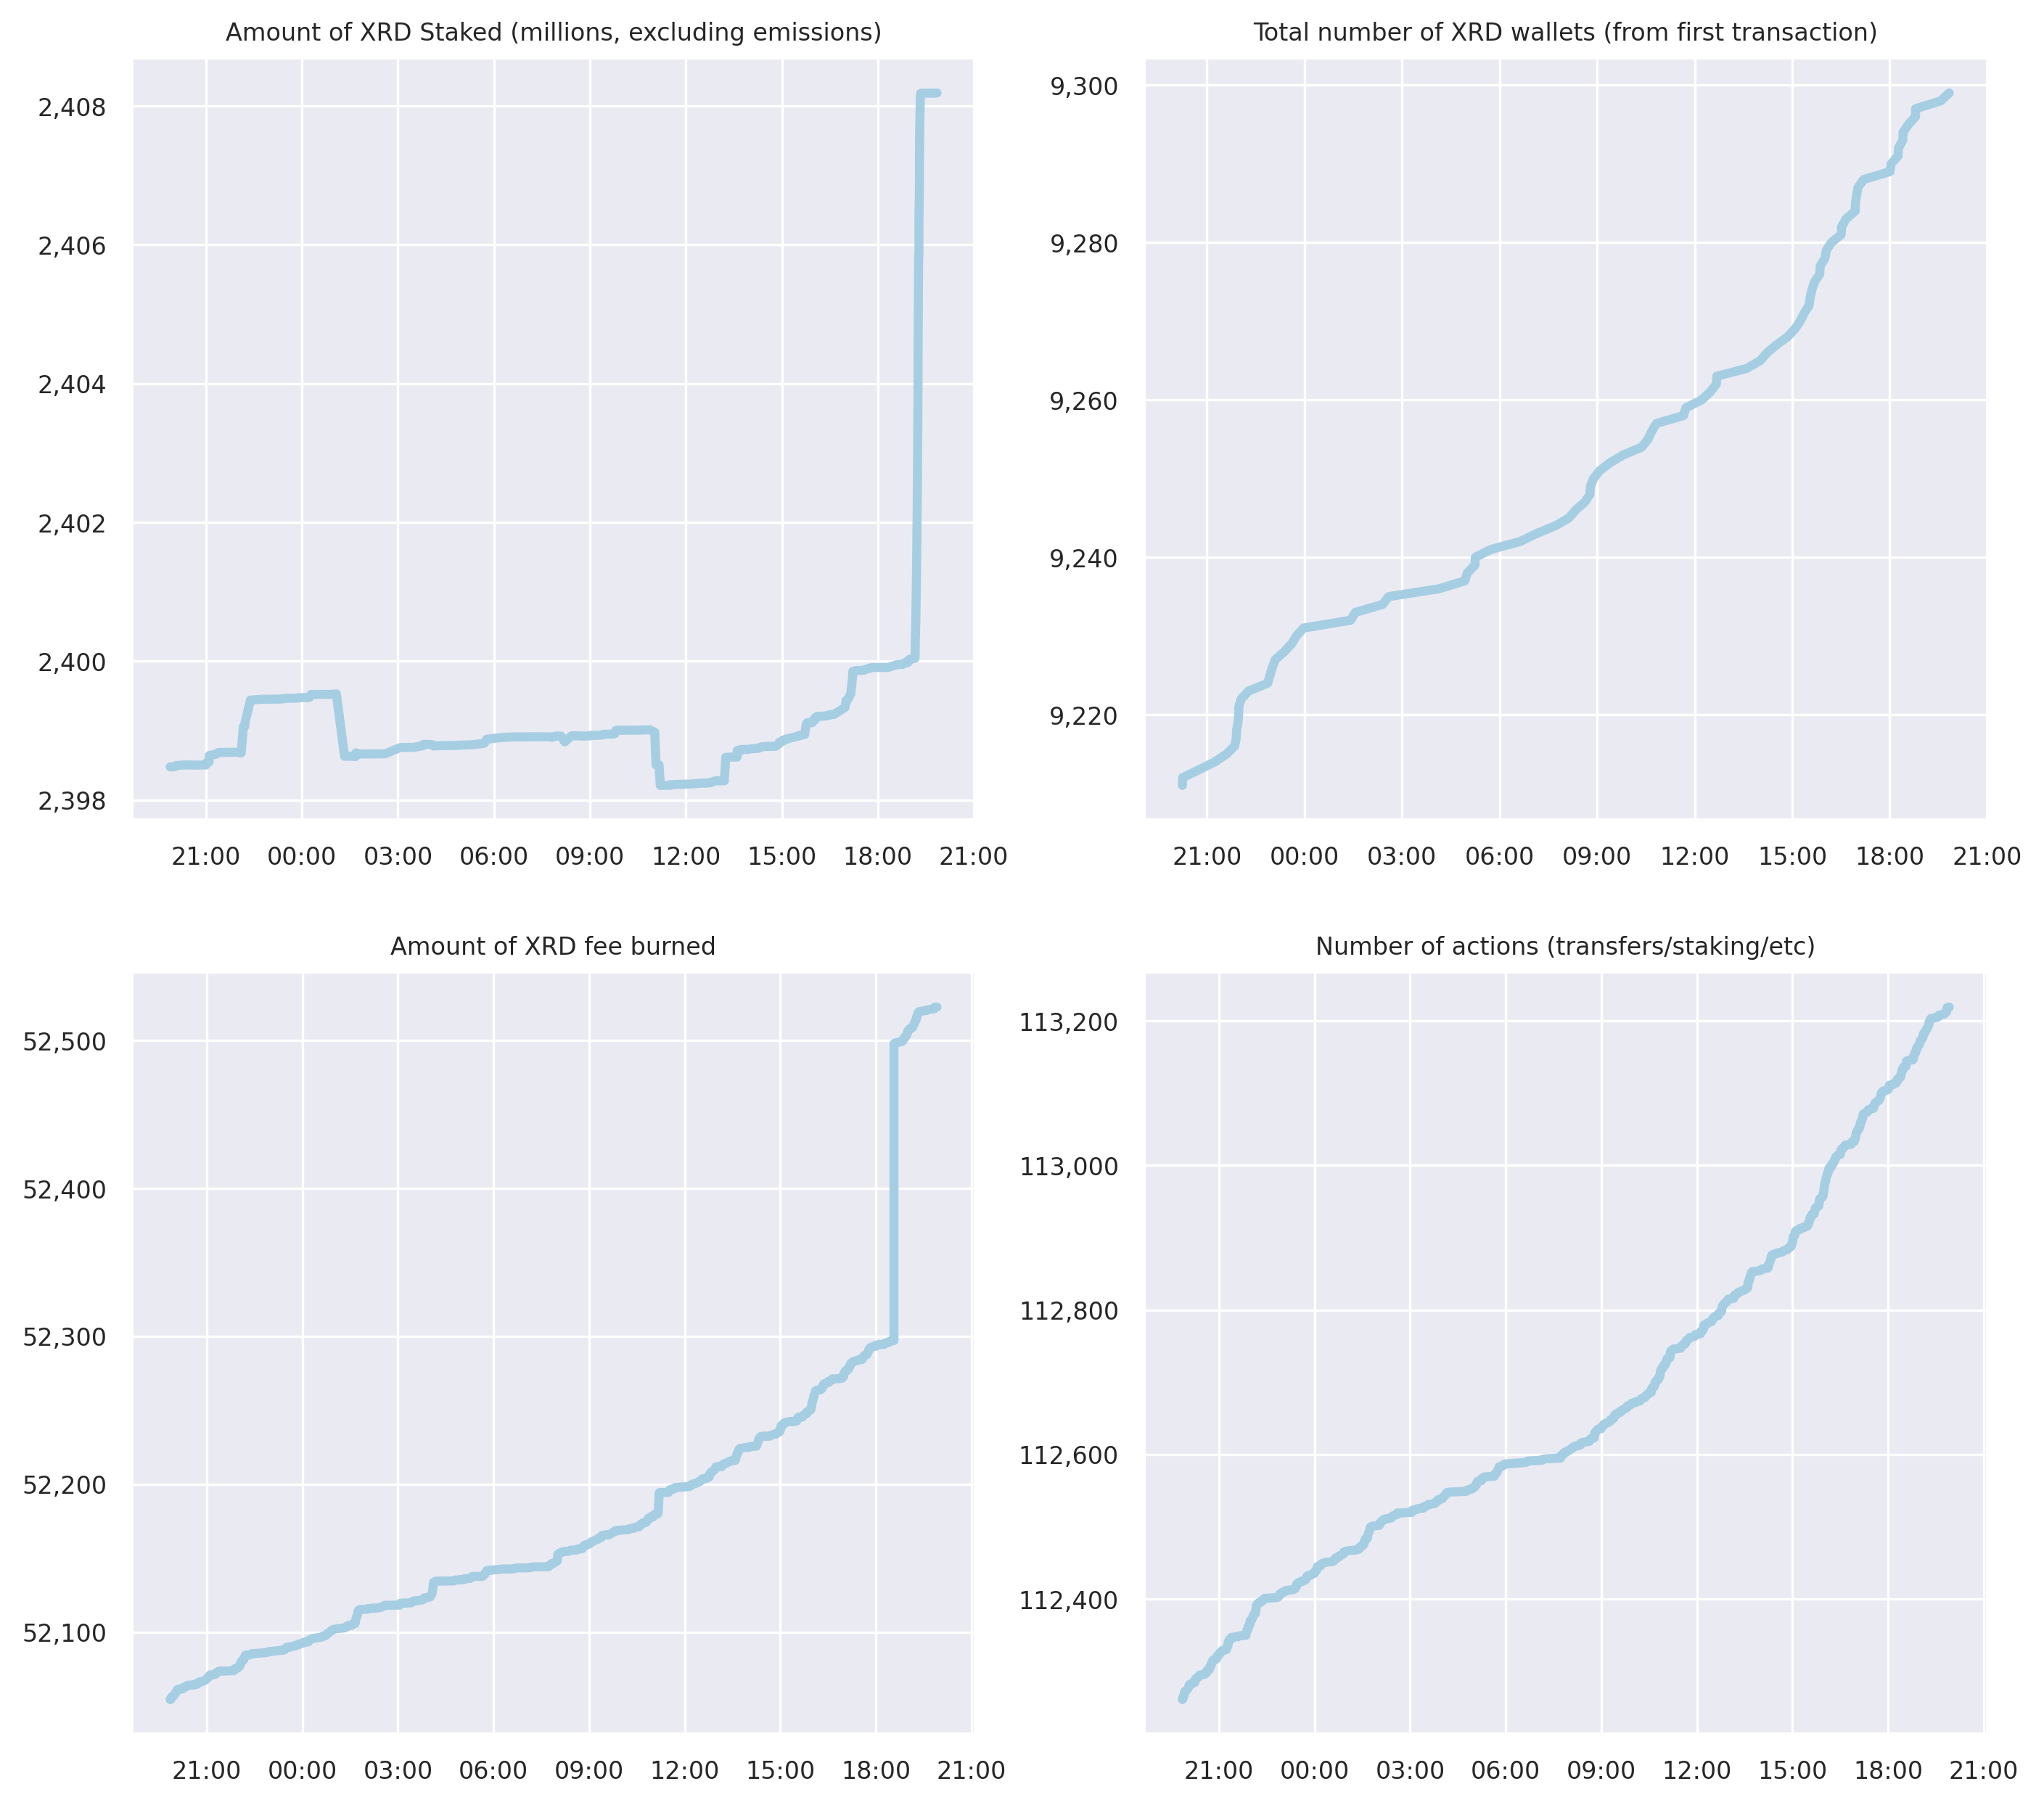 Amount of XRD Staked (millions, excluding emissions)
2,408
2,406
2,404
2,402
2,400
2,398
21:00 00:00 03:00 06:00 09:00 12:00 15:00 18:00 21:00
Total number of XRD wallets (from first transaction)
9,300
9,280
9,260
9,240
9,220
21:00 00:00 03:00 06:00 09:00 12:00 15:00 18:00 21:00
Amount of XRD fee burned
52,500
52,400
52,300
52,200
52,100
21:00 00:00 03:00 06:00 09:00 12:00 15:00 18:00 21:00
Number of actions (transfers/staking/etc)
113,200
113,000
112,800
112,600
112,400
21:00 00:00 03:00 06:00 09:00 12:00 15:00 18:00 21:00